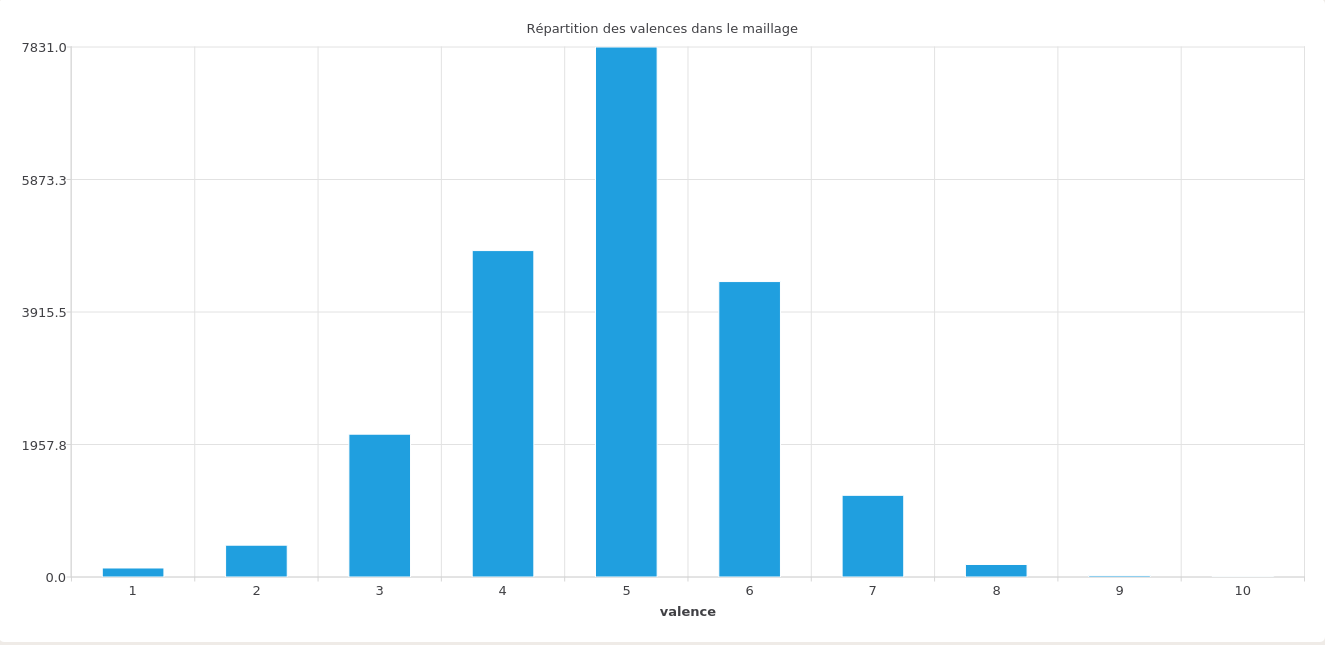 Répartition des valences dans le maillage
7831.0
5873.3
3915.5
1957.8
0.0
1 2 3 4 5 6 7 8 9 10
valence